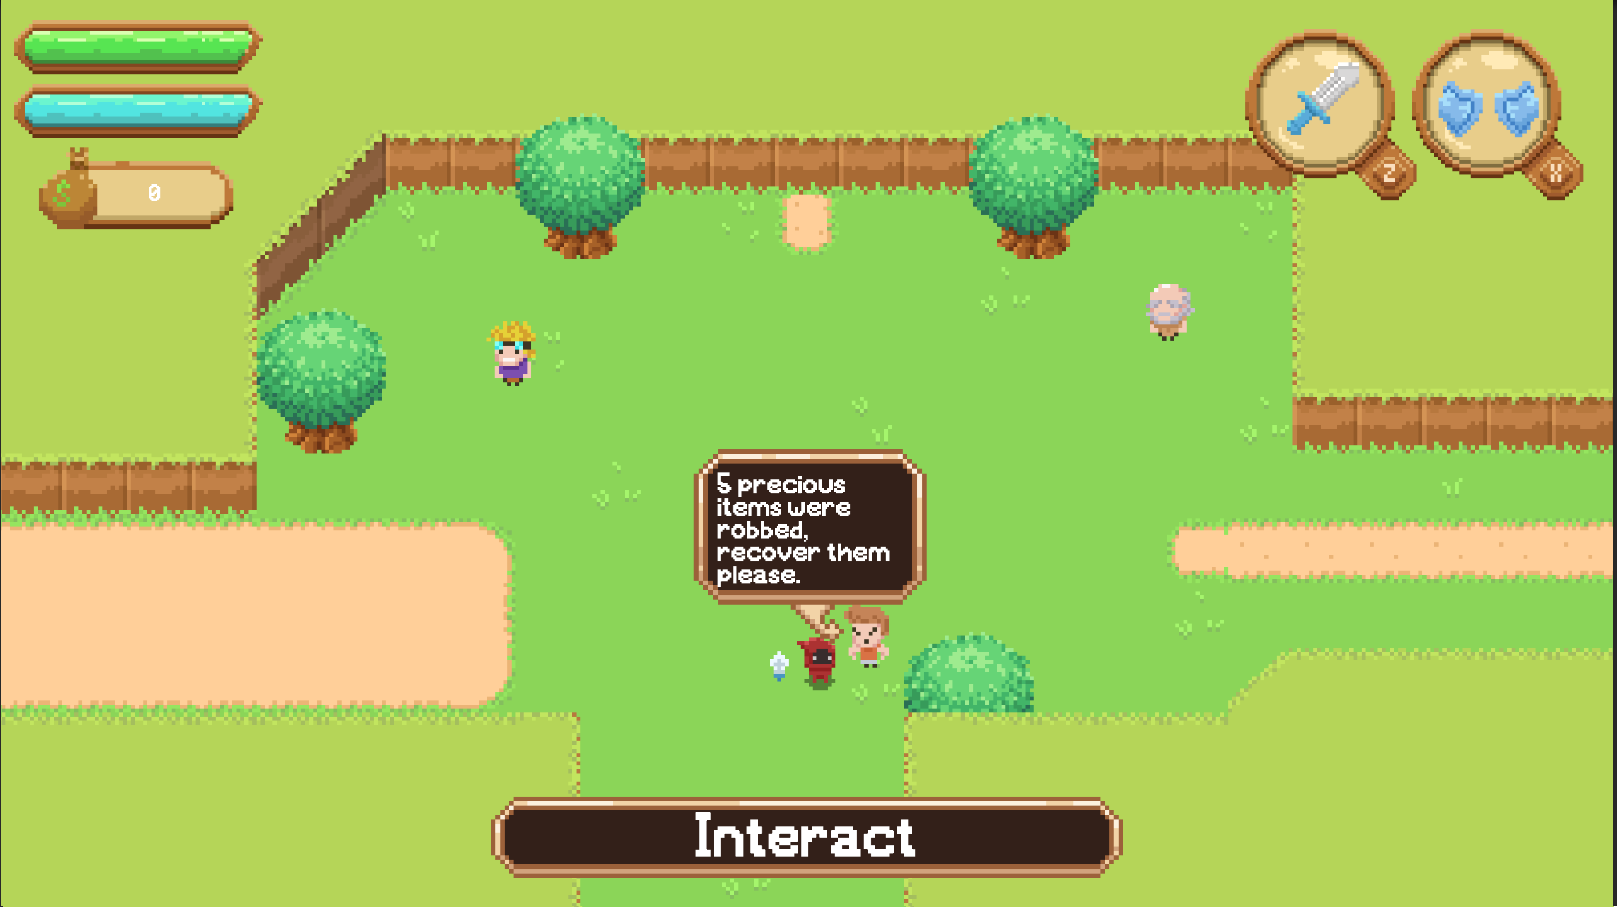 $
0
Z
X
5 precious
items were
robbed,
recover them
please.
Interact